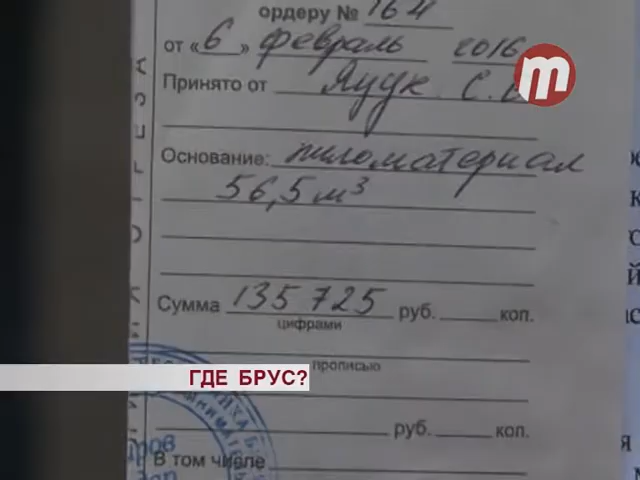 ордеру № 164
от «6» февраль 2016
m
Принято от Яцук С.
Основание: пиломатериал
56,5 м³
Сумма 135 725 руб. коп.
цифрами
ГДЕ БРУС?
прописью
руб. коп.
В том числе